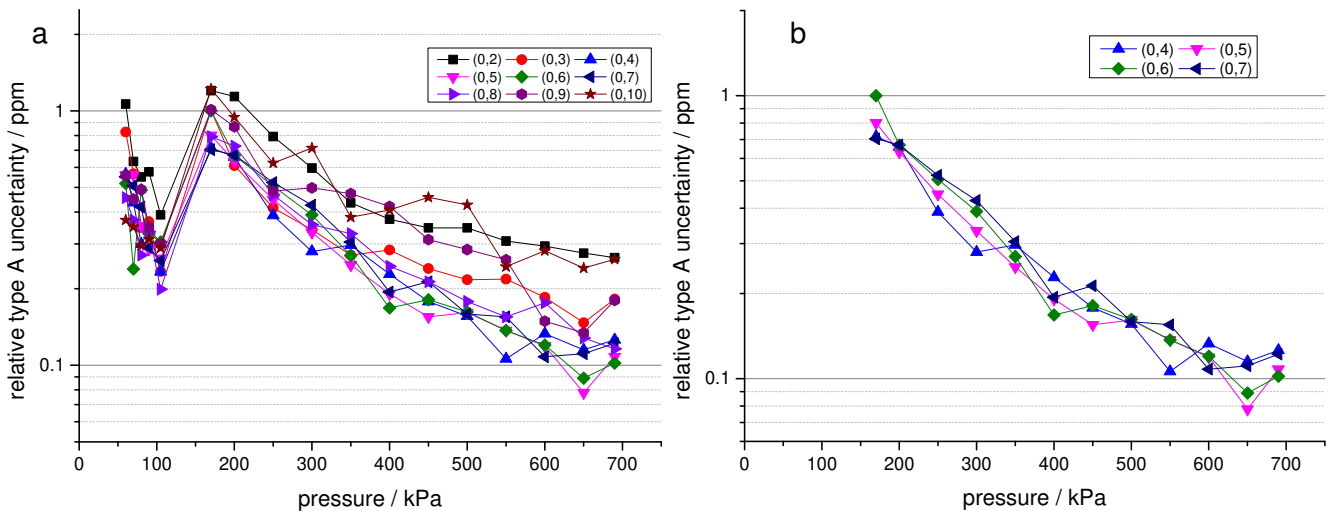 a
(0,2) (0,3) (0,4)
(0,5) (0,6) (0,7)
(0,8) (0,9) (0,10)
relative type A uncertainty / ppm
1
0.1
0 100 200 300 400 500 600 700
pressure / kPa
b
(0,4) (0,5)
(0,6) (0,7)
relative type A uncertainty / ppm
1
0.1
0 100 200 300 400 500 600 700
pressure / kPa